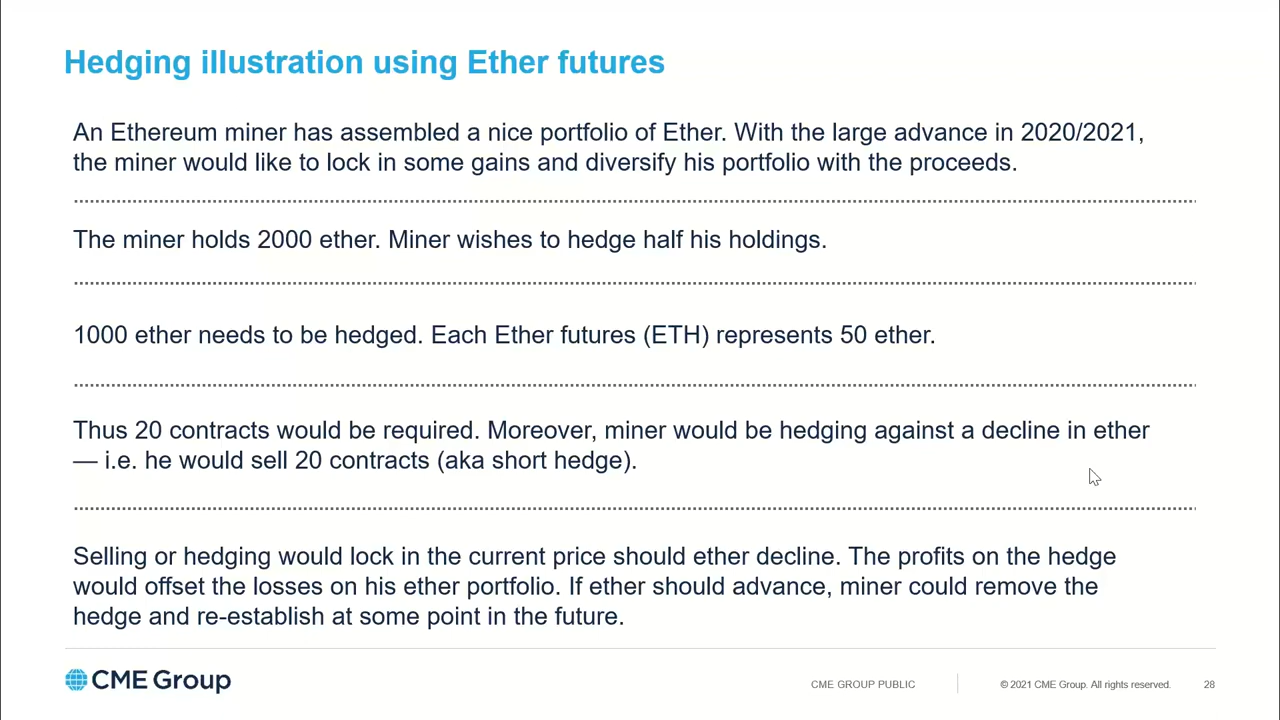 Hedging illustration using Ether futures
An Ethereum miner has assembled a nice portfolio of Ether. With the large advance in 2020/2021,
the miner would like to lock in some gains and diversify his portfolio with the proceeds.
The miner holds 2000 ether. Miner wishes to hedge half his holdings.
1000 ether needs to be hedged. Each Ether futures (ETH) represents 50 ether.
Thus 20 contracts would be required. Moreover, miner would be hedging against a decline in ether
— i.e. he would sell 20 contracts (aka short hedge).
Selling or hedging would lock in the current price should ether decline. The profits on the hedge
would offset the losses on his ether portfolio. If ether should advance, miner could remove the
hedge and re-establish at some point in the future.
CME Group
CME GROUP PUBLIC
© 2021 CME Group. All rights reserved.
28